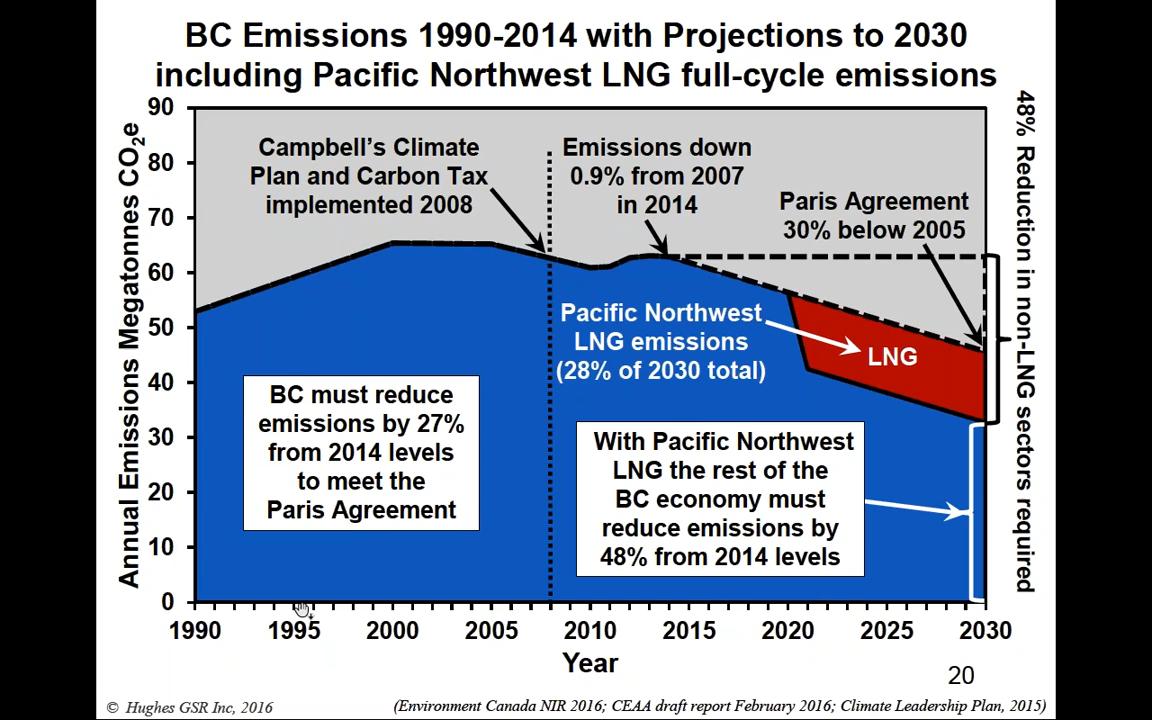 BC Emissions 1990-2014 with Projections to 2030
including Pacific Northwest LNG full-cycle emissions
Annual Emissions Megatonnes CO₂e
90
80
70
60
50
40
30
20
10
0
Campbell's Climate
Plan and Carbon Tax
implemented 2008
Emissions down
0.9% from 2007
in 2014
Paris Agreement
30% below 2005
Pacific Northwest
LNG emissions
(28% of 2030 total)
LNG
BC must reduce
emissions by 27%
from 2014 levels
to meet the
Paris Agreement
With Pacific Northwest
LNG the rest of the
BC economy must
reduce emissions by
48% from 2014 levels
48% Reduction in non-LNG sectors required
1990 1995 2000 2005 2010 2015 2020 2025 2030
Year
20
© Hughes GSR Inc, 2016
(Environment Canada NIR 2016; CEAA draft report February 2016; Climate Leadership Plan, 2015)